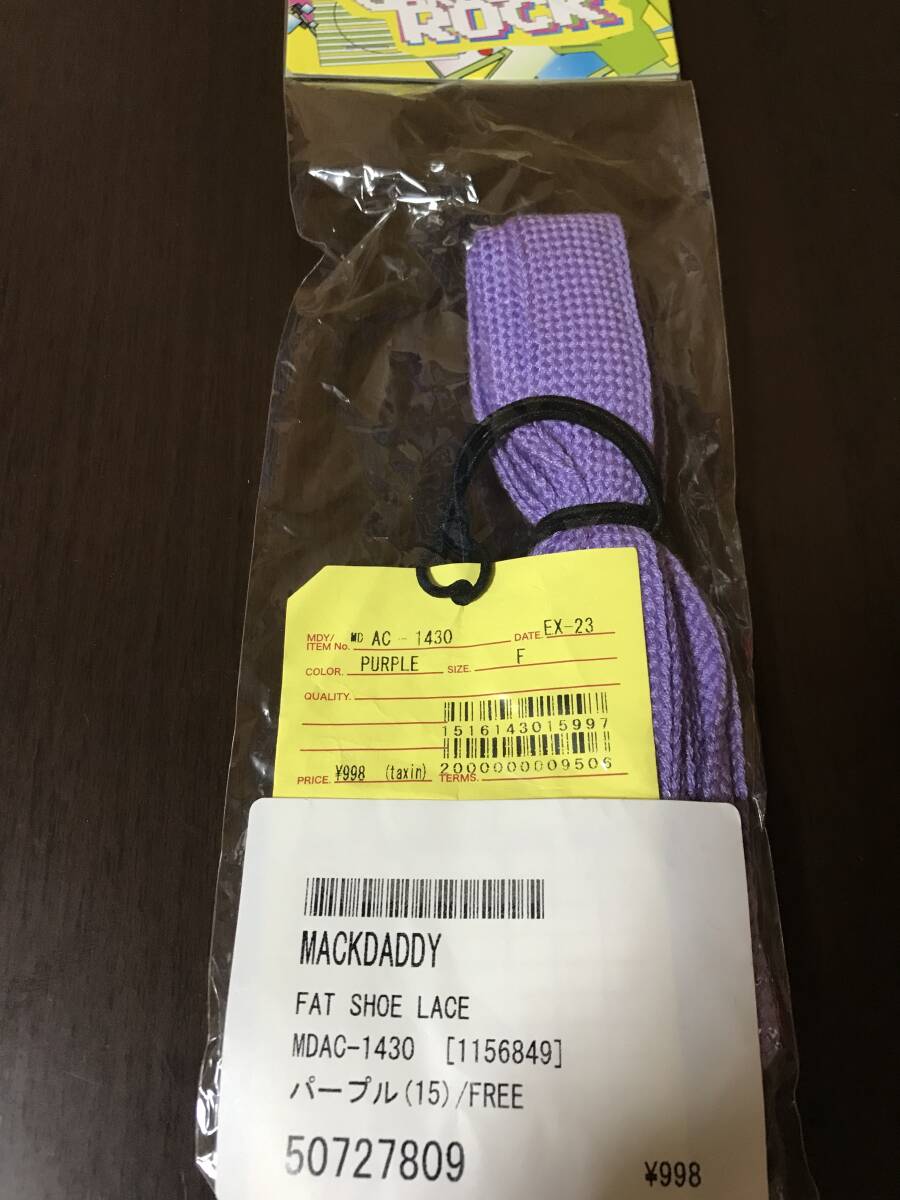 ROCK
MDY/ ITEM No. MD AC - 1430 DATE. EX-23
COLOR. PURPLE SIZE. F
QUALITY.
1516143015997
2000000009506
PRICE. ¥998 (taxin) TERMS.
MACKDADDY
FAT SHOE LACE
MDAC-1430 [1156849]
パープル(15)/FREE
50727809 ¥998